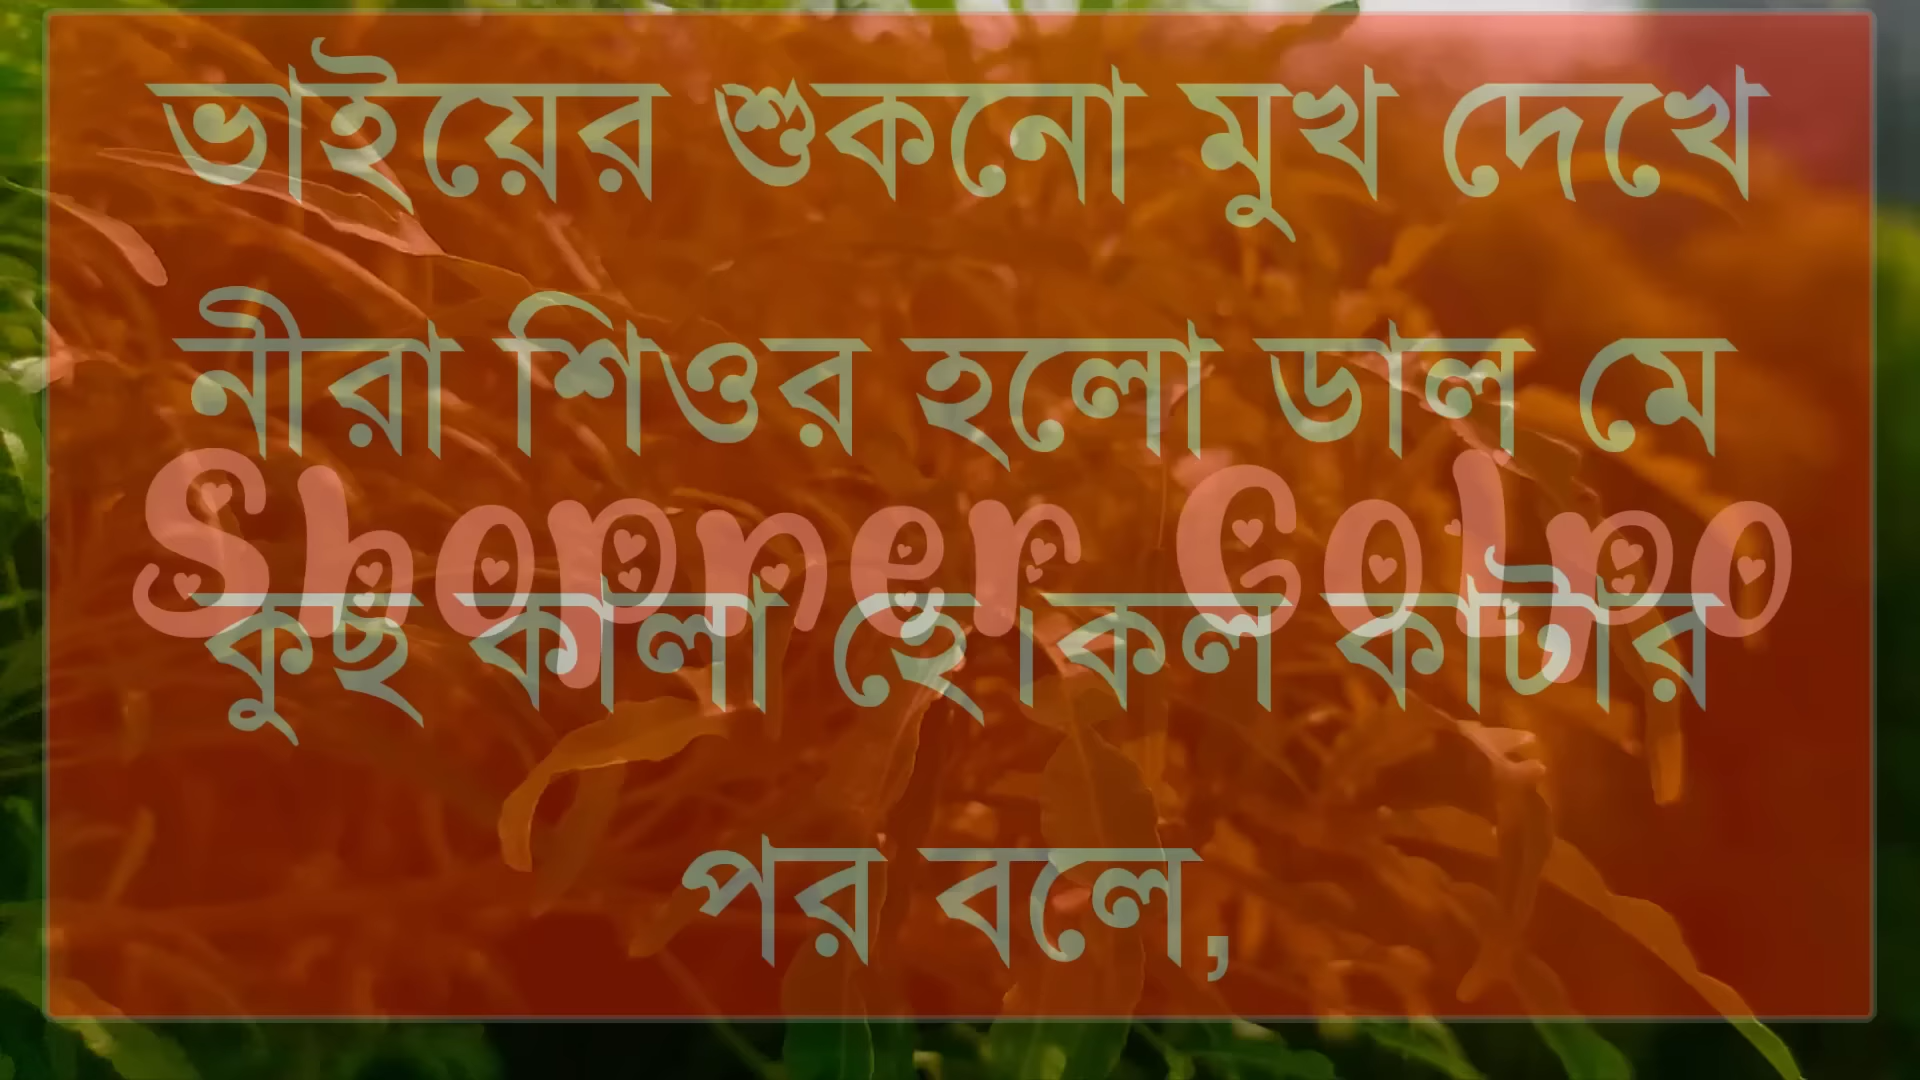 ভাইয়ের শুকনো মুখ দেখে
নীরা শিওর হলো ডাল মে
Shopner Golpo
কুছ কালা হে।কল কাটার
পর বলে,